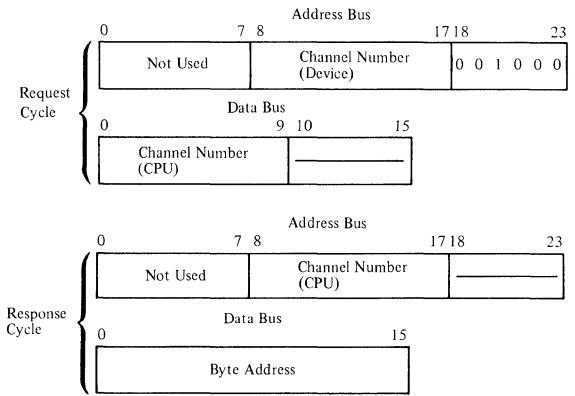 Address Bus
0 7 8 17 18 23
Not Used Channel Number (Device) 0 0 1 0 0 0
Request Cycle
Data Bus
0 9 10 15
Channel Number (CPU)
Address Bus
0 7 8 17 18 23
Not Used Channel Number (CPU)
Response Cycle
Data Bus
0 15
Byte Address